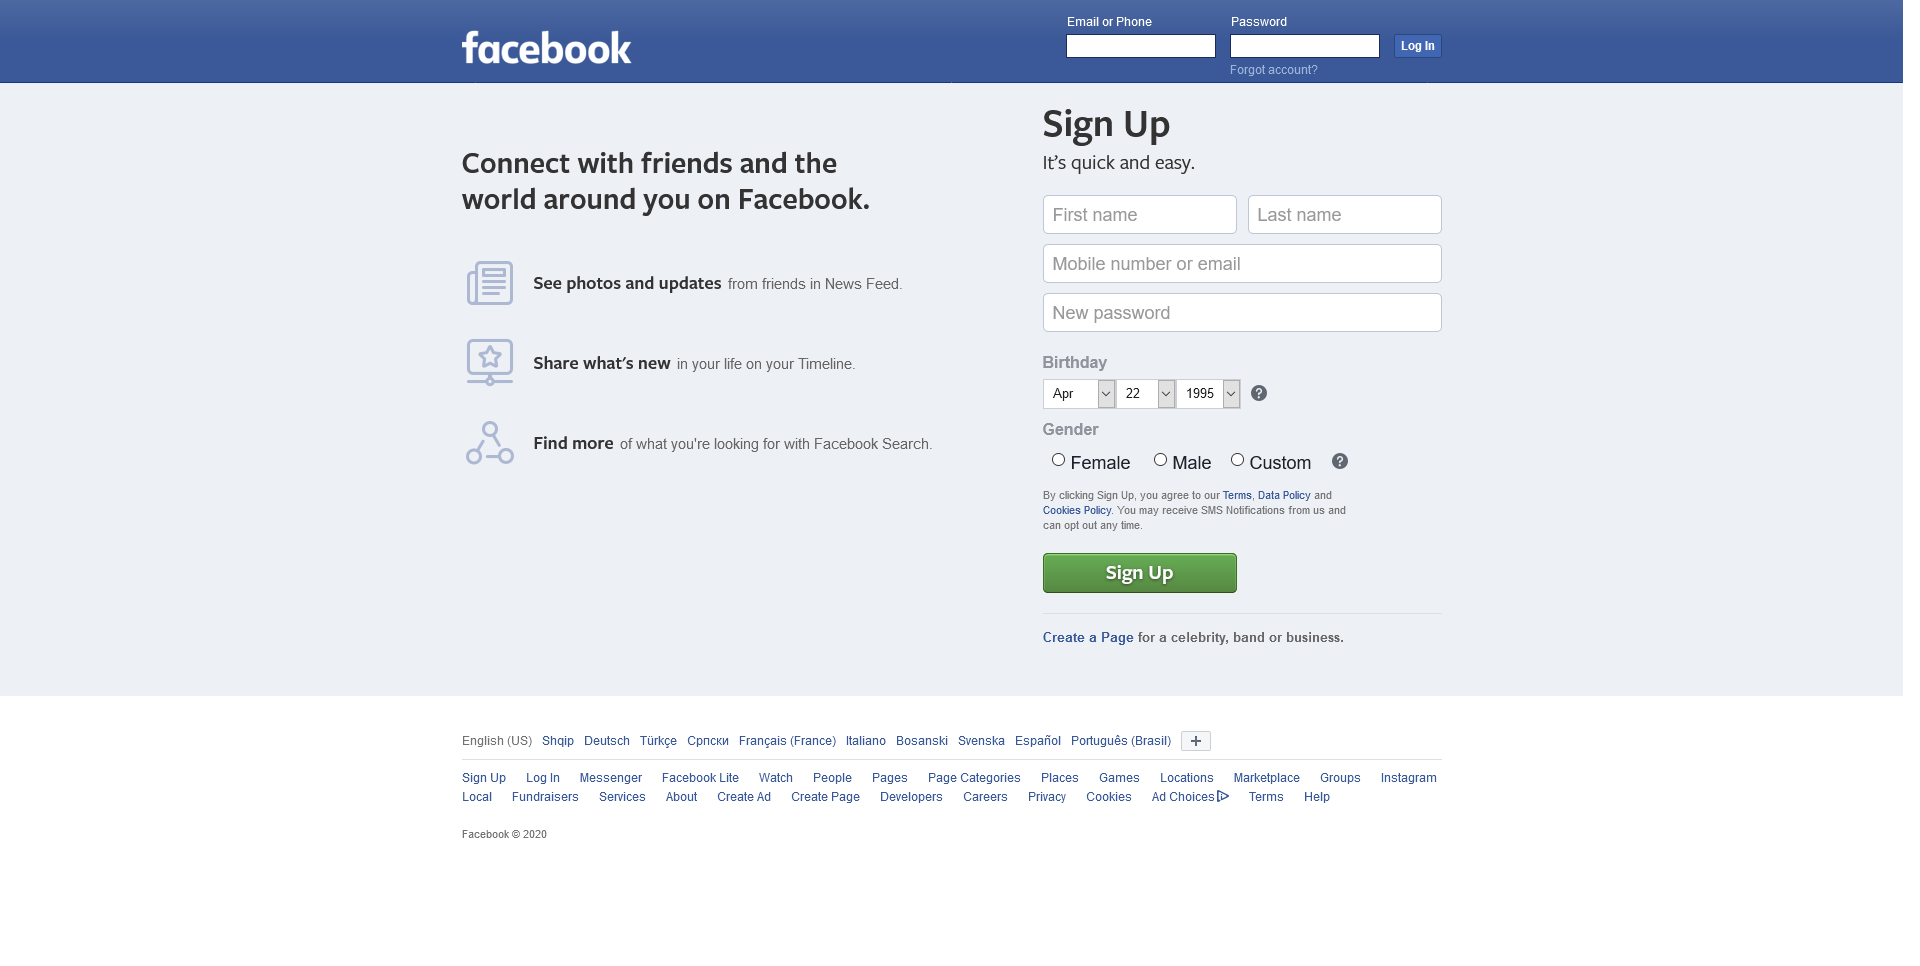 facebook
Email or Phone
Password
Log In
Forgot account?
Connect with friends and the
world around you on Facebook.
See photos and updates from friends in News Feed.
Share what's new in your life on your Timeline.
Find more of what you're looking for with Facebook Search.
Sign Up
It's quick and easy.
First name Last name
Mobile number or email
New password
Birthday
Apr 22 1995 ?
Gender
Female Male Custom ?
By clicking Sign Up, you agree to our Terms, Data Policy and
Cookies Policy. You may receive SMS Notifications from us and
can opt out any time.
Sign Up
Create a Page for a celebrity, band or business.
English (US) Shqip Deutsch Türkçe Српски Français (France) Italiano Bosanski Svenska Español Português (Brasil) +
Sign Up Log In Messenger Facebook Lite Watch People Pages Page Categories Places Games Locations Marketplace Groups Instagram
Local Fundraisers Services About Create Ad Create Page Developers Careers Privacy Cookies Ad Choices Terms Help
Facebook © 2020